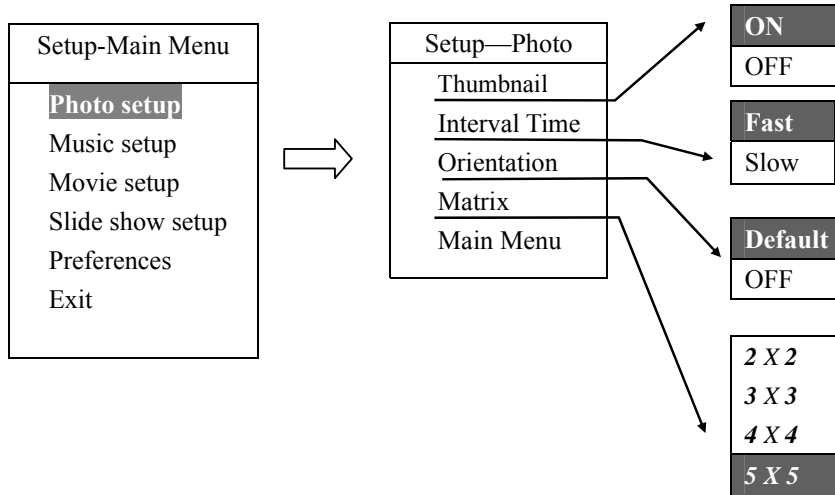 Setup-Main Menu
Photo setup
Music setup
Movie setup
Slide show setup
Preferences
Exit
Setup—Photo
Thumbnail
Interval Time
Orientation
Matrix
Main Menu
ON
OFF
Fast
Slow
Default
OFF
2 X 2
3 X 3
4 X 4
5 X 5